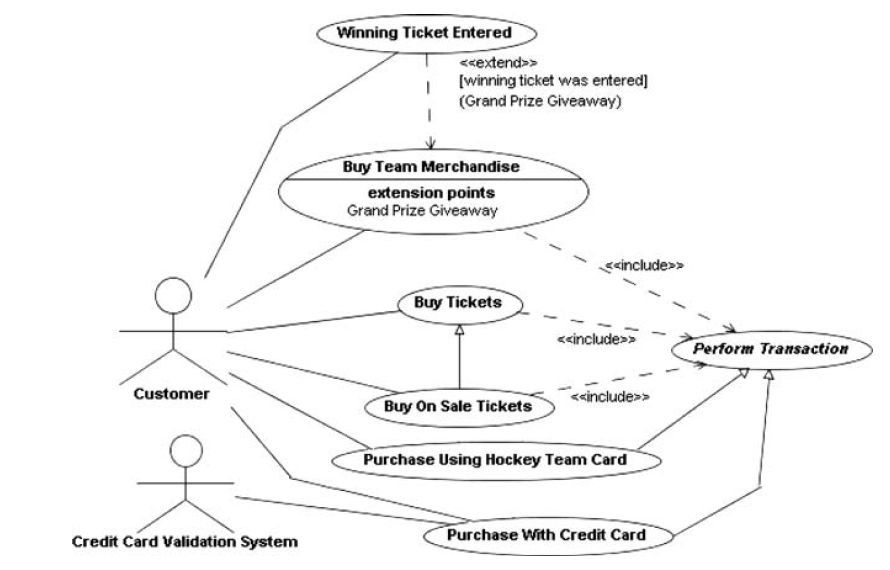 Winning Ticket Entered
<<extend>>
[winning ticket was entered]
(Grand Prize Giveaway)
Buy Team Merchandise
extension points
Grand Prize Giveaway
<<include>>
Buy Tickets
<<include>>
Perform Transaction
Customer
<<include>>
Buy On Sale Tickets
Purchase Using Hockey Team Card
Credit Card Validation System
Purchase With Credit Card